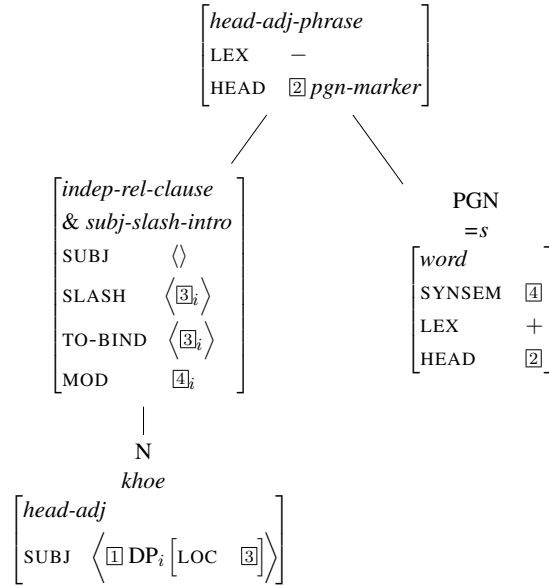 head-adj-phrase
LEX −
HEAD 2 pgn-marker
indep-rel-clause
& subj-slash-intro
SUBJ ⟨⟩
SLASH ⟨3i⟩
TO-BIND ⟨3i⟩
MOD 4i
PGN
=s
word
SYNSEM 4
LEX +
HEAD 2
N
khoe
head-adj
SUBJ ⟨1 DPi [LOC 3]⟩